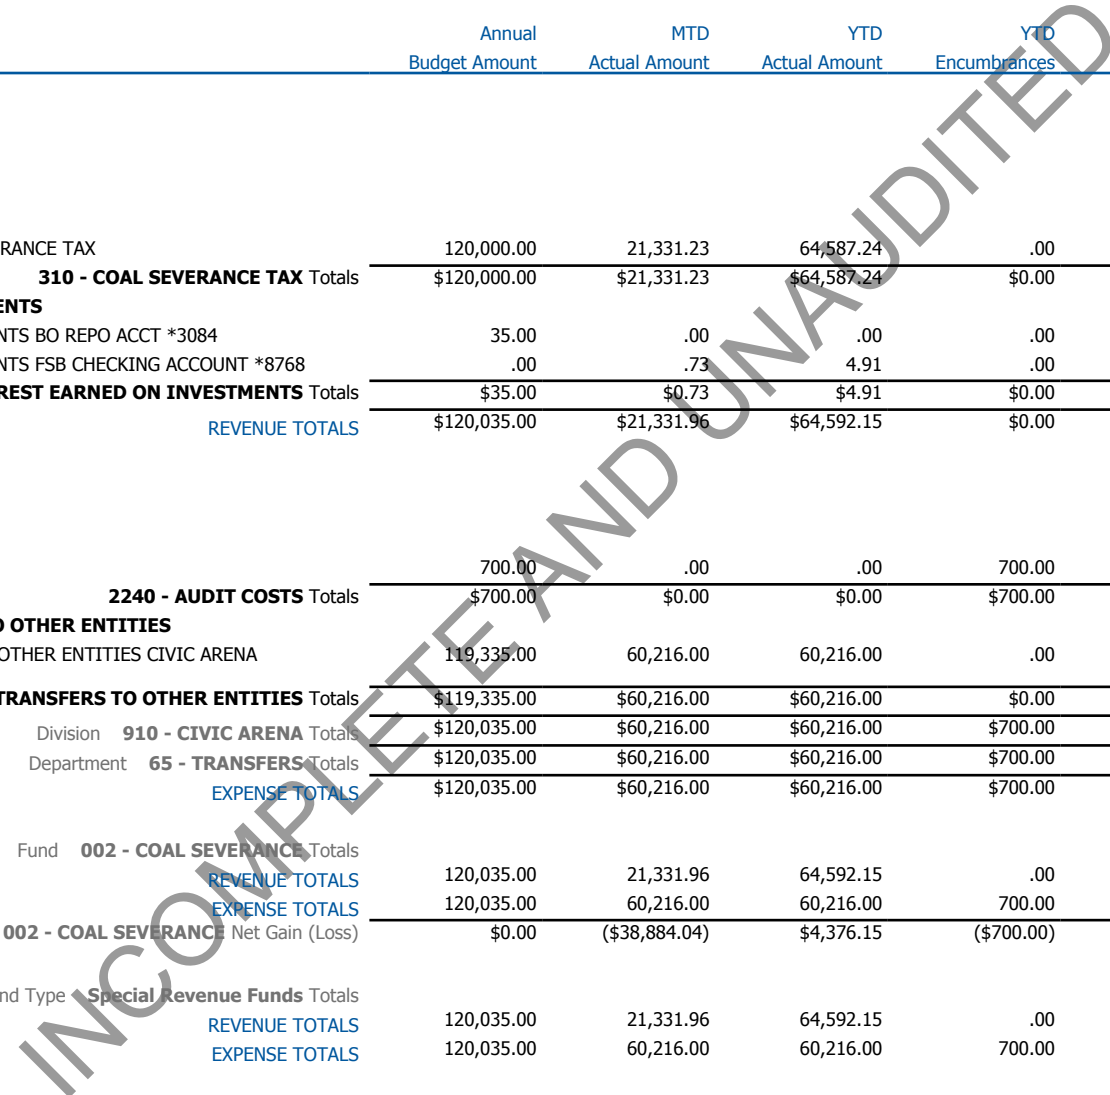 Annual MTD YTD YTD
Budget Amount Actual Amount Actual Amount Encumbrances
RANCE TAX 120,000.00 21,331.23 64,587.24 .00
310 - COAL SEVERANCE TAX Totals $120,000.00 $21,331.23 $64,587.24 $0.00
ENTS
NTS BO REPO ACCT *3084 35.00 .00 .00 .00
NTS FSB CHECKING ACCOUNT *8768 .00 .73 4.91 .00
REST EARNED ON INVESTMENTS Totals $35.00 $0.73 $4.91 $0.00
REVENUE TOTALS $120,035.00 $21,331.96 $64,592.15 $0.00
700.00 .00 .00 700.00
2240 - AUDIT COSTS Totals $700.00 $0.00 $0.00 $700.00
O OTHER ENTITIES
OTHER ENTITIES CIVIC ARENA 119,335.00 60,216.00 60,216.00 .00
TRANSFERS TO OTHER ENTITIES Totals $119,335.00 $60,216.00 $60,216.00 $0.00
Division 910 - CIVIC ARENA Totals $120,035.00 $60,216.00 $60,216.00 $700.00
Department 65 - TRANSFERS Totals $120,035.00 $60,216.00 $60,216.00 $700.00
EXPENSE TOTALS $120,035.00 $60,216.00 $60,216.00 $700.00
Fund 002 - COAL SEVERANCE Totals
REVENUE TOTALS 120,035.00 21,331.96 64,592.15 .00
EXPENSE TOTALS 120,035.00 60,216.00 60,216.00 700.00
002 - COAL SEVERANCE Net Gain (Loss) $0.00 ($38,884.04) $4,376.15 ($700.00)
nd Type Special Revenue Funds Totals
REVENUE TOTALS 120,035.00 21,331.96 64,592.15 .00
EXPENSE TOTALS 120,035.00 60,216.00 60,216.00 700.00
INCOMPLETE AND UNAUDITED